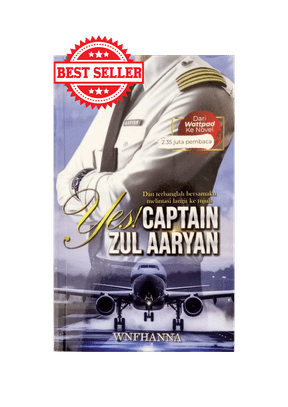 BEST SELLER
Dari
Wattpad
Ke Novel
2.35 juta pembaca
Dan terbanglah bersamaku
melintasi langit ke tujuh
Yes! CAPTAIN
ZUL AARYAN
WNFHANNA